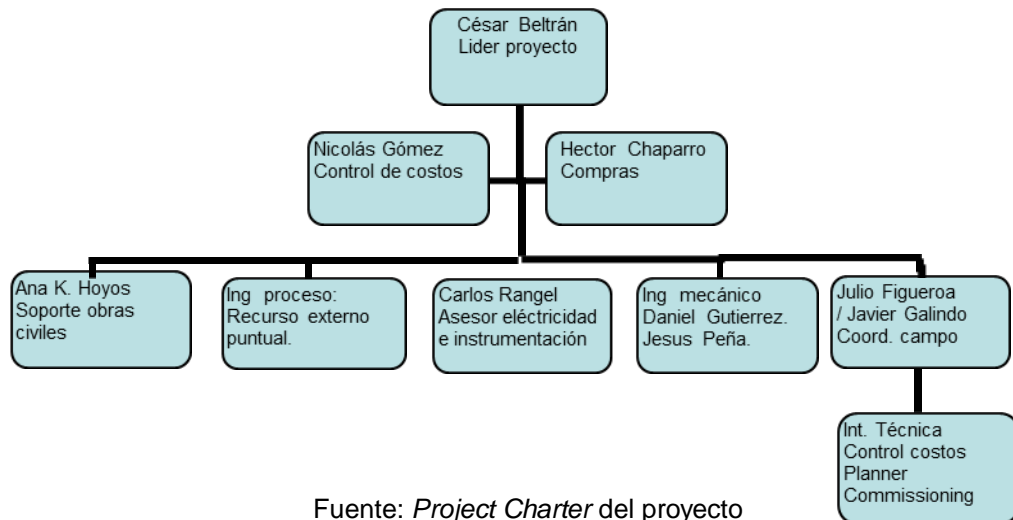 César Beltrán
Lider proyecto
Nicolás Gómez
Control de costos
Hector Chaparro
Compras
Ana K. Hoyos
Soporte obras
civiles
Ing proceso:
Recurso externo
puntual.
Carlos Rangel
Asesor eléctricidad
e instrumentación
Ing mecánico
Daniel Gutierrez.
Jesus Peña.
Julio Figueroa
/ Javier Galindo
Coord. campo
Int. Técnica
Control costos
Planner
Commissioning
Fuente: Project Charter del proyecto